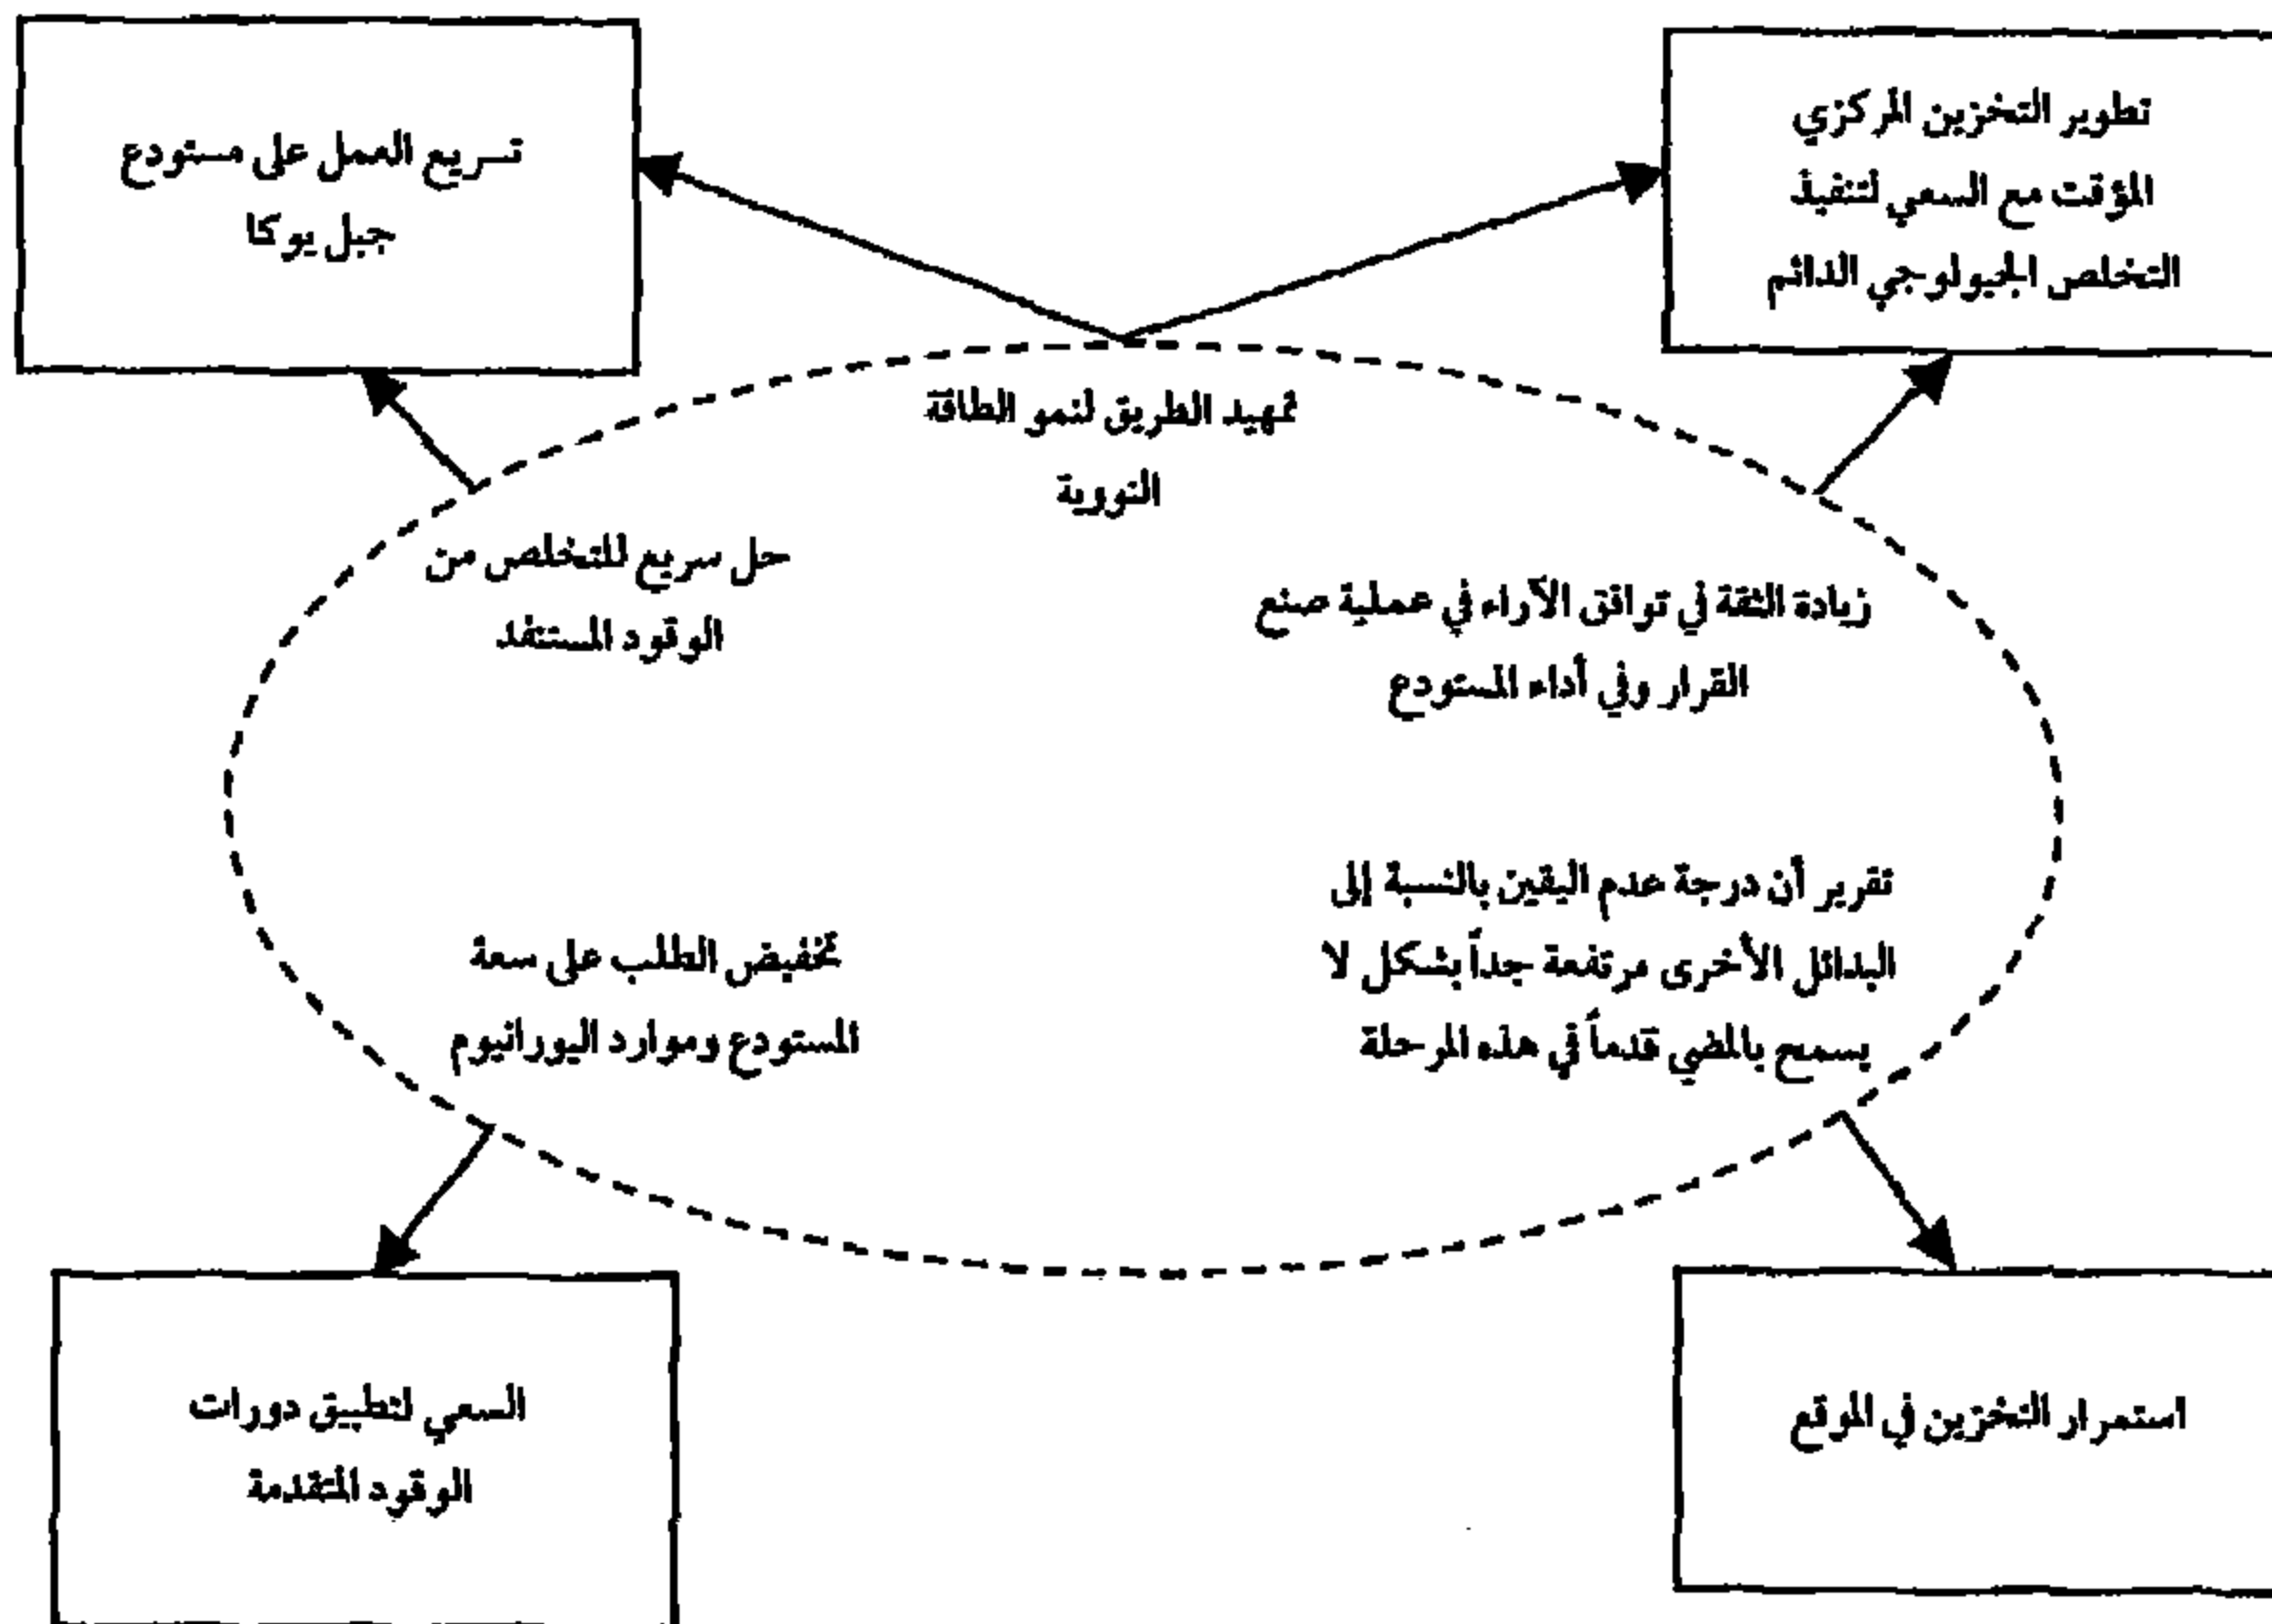 تطوير التخزين المركزي
المؤقت مع السعي لتنفيذ
التخلص الجيولوجي الدائم
تسريع العمل على مستودع
جبل يوكا
تمهيد الطريق لنمو الطاقة
النووية
زيادة الثقة في توافق الآراء في عملية صنع
القرار وفي أداء المستودع
حل سريع للتخلص من
الوقود المستنفد
تقرير أن درجة عدم اليقين بالنسبة إلى
البدائل الأخرى مرتفعة جداً بشكل لا
يسمح بالمضي قدماً في هذه المرحلة
تخفيض الطلب على سعة
المستودع وموارد اليورانيوم
استمرار التخزين في الموقع
السعي لتطبيق دورات
الوقود المتقدمة